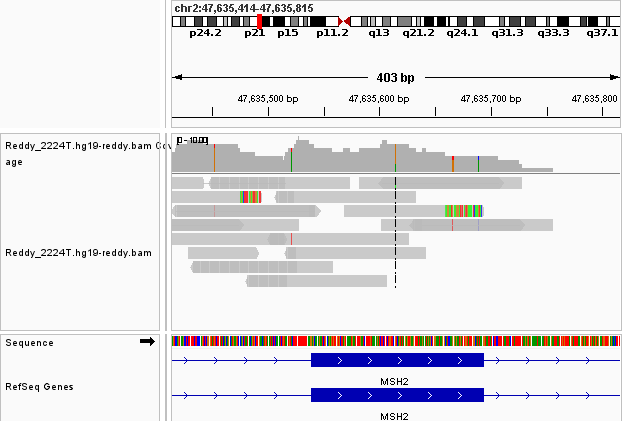 chr2:47,635,414-47,635,815
p24.2 p21 p15 p11.2 q13 q21.2 q24.1 q31.3 q33.3 q37.1
403 bp
47,635,500 bp 47,635,600 bp 47,635,700 bp 47,635,800
Reddy_2224T.hg19-reddy.bam Cov
age
[0 - 10.00]
Reddy_2224T.hg19-reddy.bam
Sequence
MSH2
RefSeq Genes
MSH2